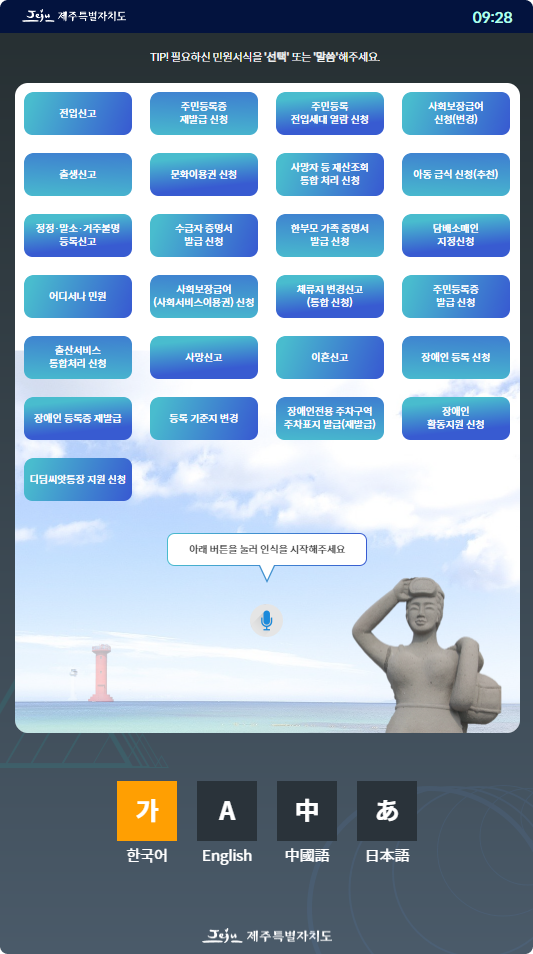 Jeju 제주특별자치도
09:28
TIP! 필요하신 민원서식을 '선택' 또는 '말씀'해주세요.
전입신고
주민등록증
재발급 신청
주민등록
전입세대 열람 신청
사회보장급여
신청(변경)
출생신고
문화이용권 신청
사망자 등 재산조회
통합 처리 신청
아동 급식 신청(추천)
정정·말소·거주불명
등록신고
수급자 증명서
발급 신청
한부모 가족 증명서
발급 신청
담배소매인
지정신청
어디서나 민원
사회보장급여
(사회서비스이용권) 신청
체류지 변경신고
(통합 신청)
주민등록증
발급 신청
출산서비스
통합처리 신청
사망신고
이혼신고
장애인 등록 신청
장애인 등록증 재발급
등록 기준지 변경
장애인전용 주차구역
주차표지 발급(재발급)
장애인
활동지원 신청
디딤씨앗통장 지원 신청
아래 버튼을 눌러 인식을 시작해주세요
가
A
中
あ
한국어
English
中國語
日本語
Jeju 제주특별자치도